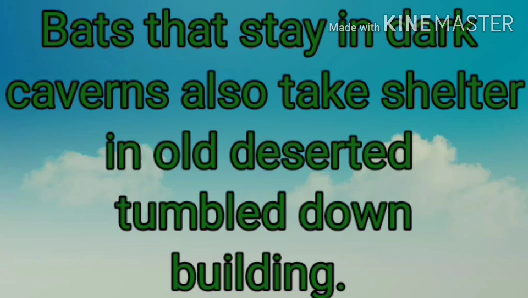 Bats that stay in dark
Made with KINEMASTER
caverns also take shelter
in old deserted
tumbled down
building.